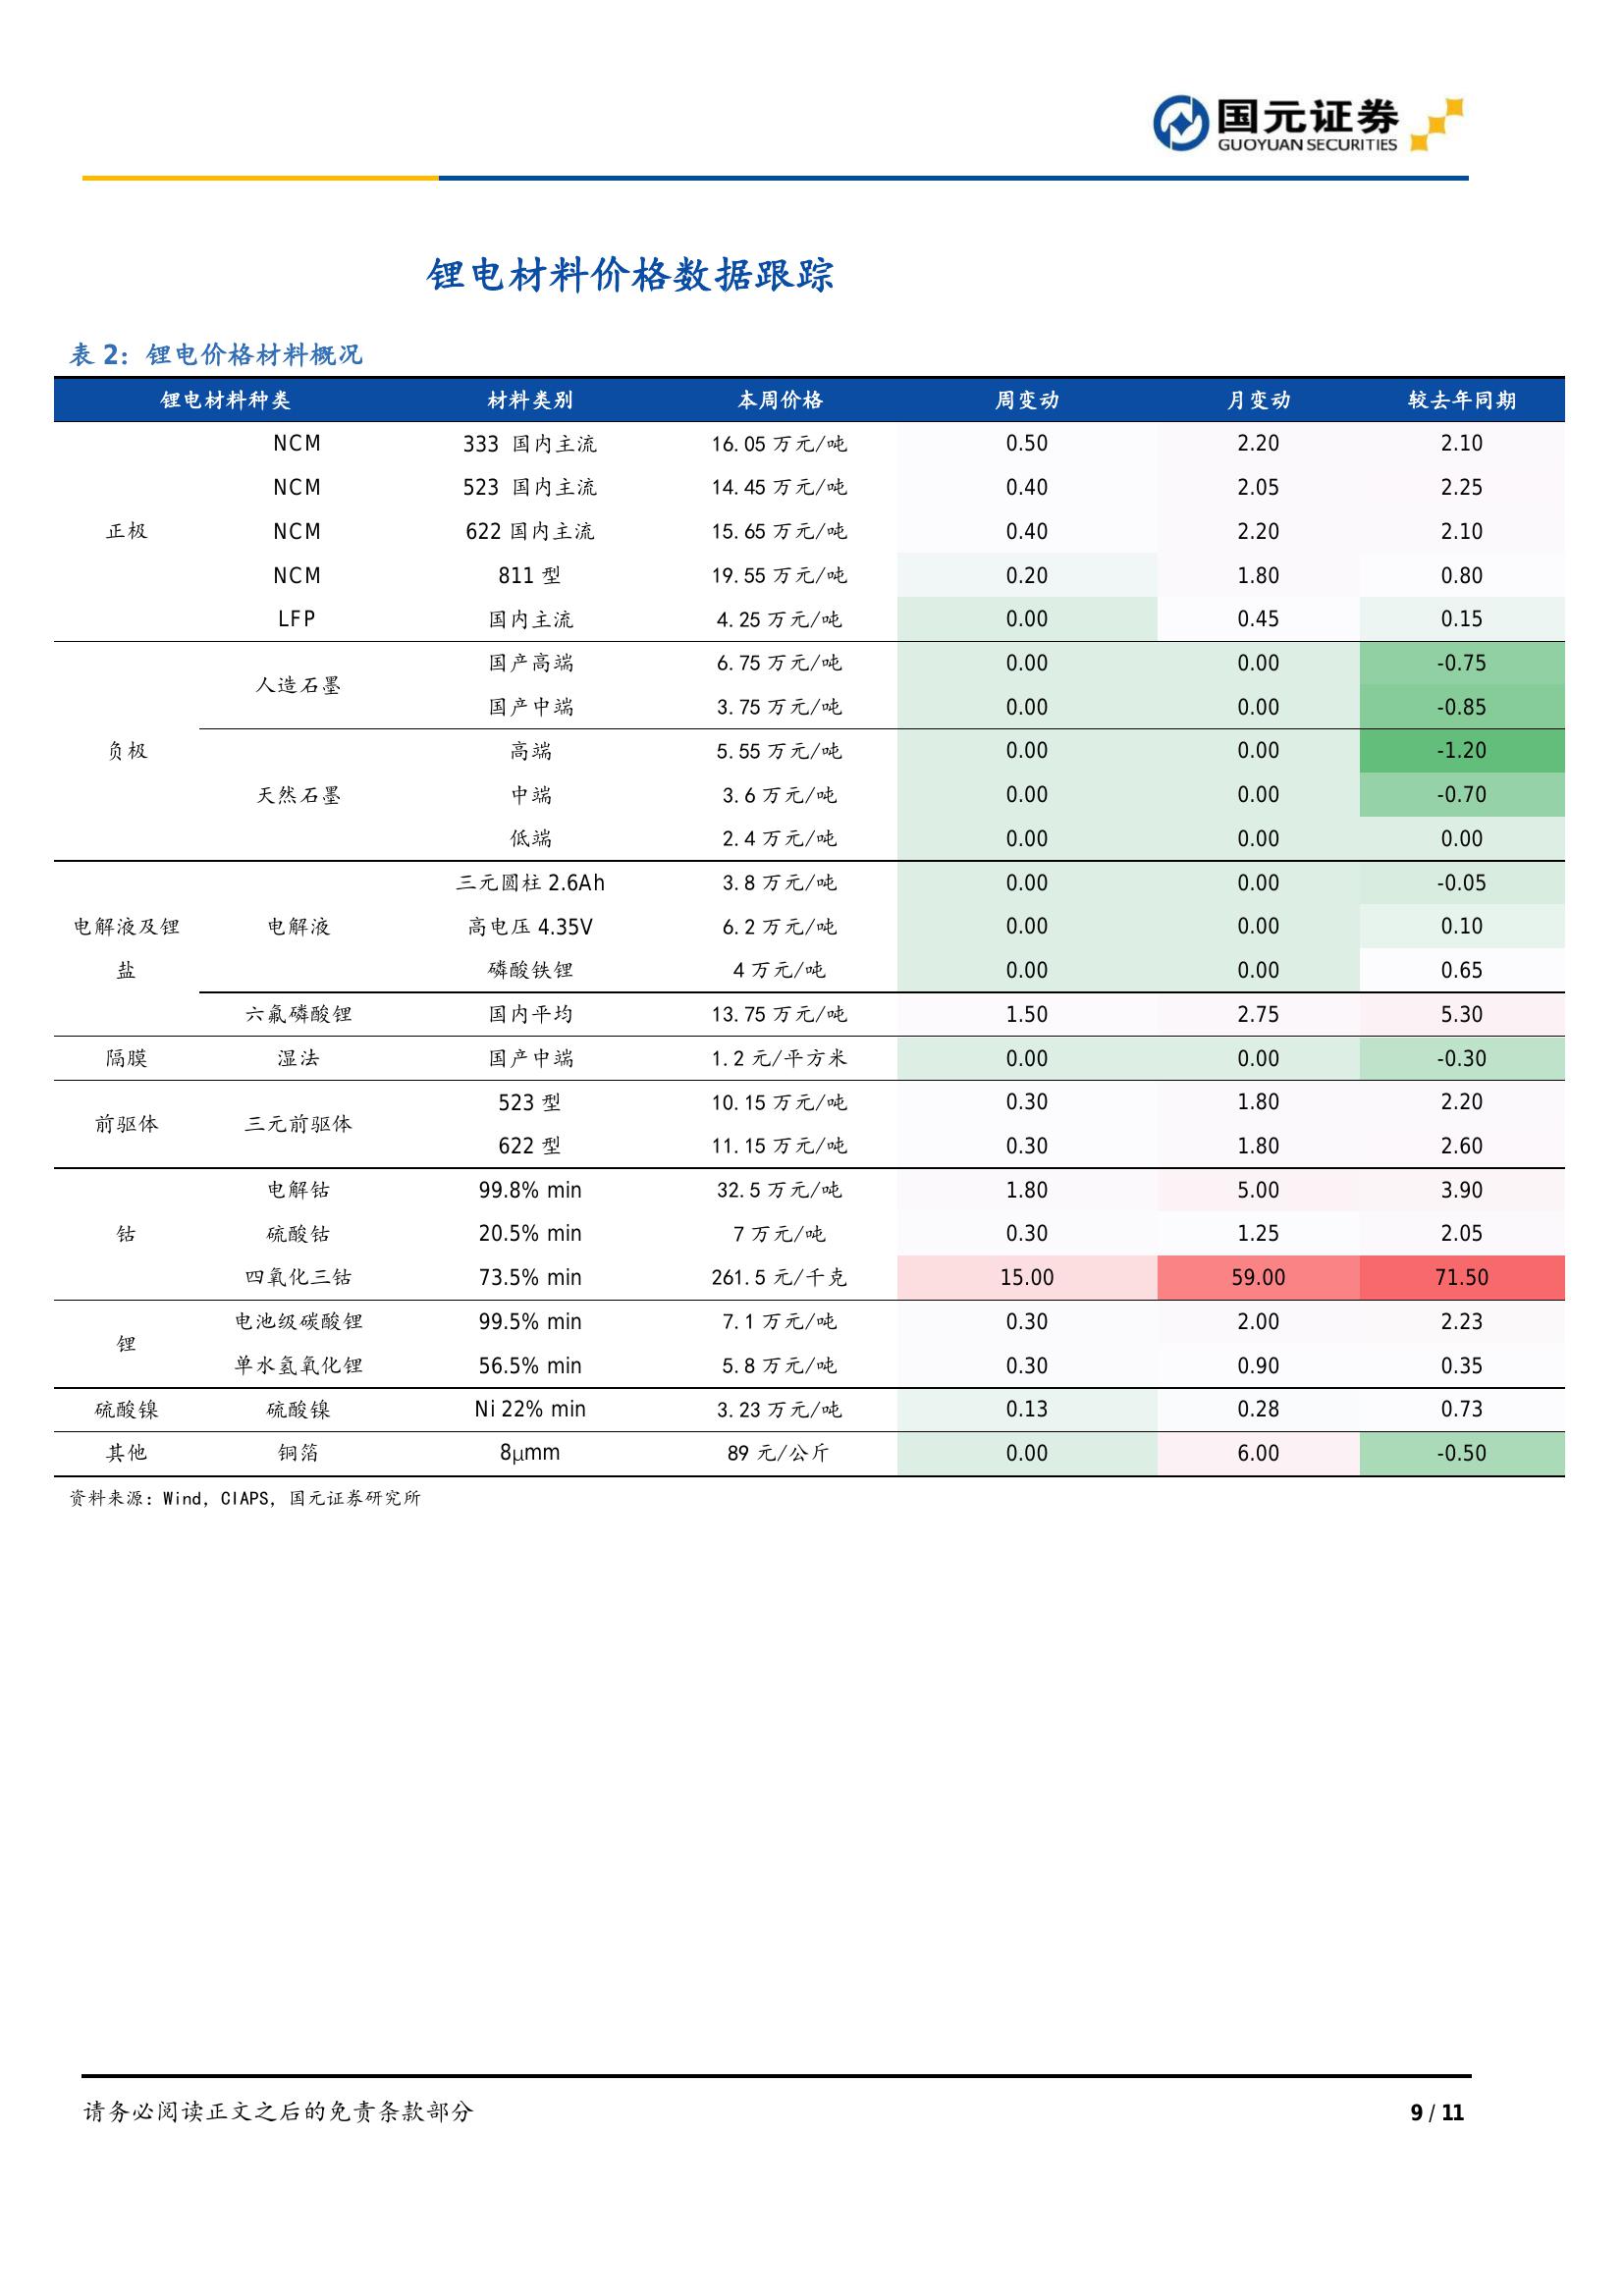 国元证券
GUOYUAN SECURITIES
锂电材料价格数据跟踪
表 2：锂电价格材料概况
锂电材料种类 材料类别 本周价格 周变动 月变动 较去年同期
正极 NCM 333 国内主流 16.05 万元/吨 0.50 2.20 2.10
NCM 523 国内主流 14.45 万元/吨 0.40 2.05 2.25
NCM 622 国内主流 15.65 万元/吨 0.40 2.20 2.10
NCM 811 型 19.55 万元/吨 0.20 1.80 0.80
LFP 国内主流 4.25 万元/吨 0.00 0.45 0.15
负极 人造石墨 国产高端 6.75 万元/吨 0.00 0.00 -0.75
国产中端 3.75 万元/吨 0.00 0.00 -0.85
天然石墨 高端 5.55 万元/吨 0.00 0.00 -1.20
中端 3.6 万元/吨 0.00 0.00 -0.70
低端 2.4 万元/吨 0.00 0.00 0.00
电解液及锂盐 电解液 三元圆柱 2.6Ah 3.8 万元/吨 0.00 0.00 -0.05
高电压 4.35V 6.2 万元/吨 0.00 0.00 0.10
磷酸铁锂 4 万元/吨 0.00 0.00 0.65
六氟磷酸锂 国内平均 13.75 万元/吨 1.50 2.75 5.30
隔膜 湿法 国产中端 1.2 元/平方米 0.00 0.00 -0.30
前驱体 三元前驱体 523 型 10.15 万元/吨 0.30 1.80 2.20
622 型 11.15 万元/吨 0.30 1.80 2.60
钴 电解钴 99.8% min 32.5 万元/吨 1.80 5.00 3.90
硫酸钴 20.5% min 7 万元/吨 0.30 1.25 2.05
四氧化三钴 73.5% min 261.5 元/千克 15.00 59.00 71.50
锂 电池级碳酸锂 99.5% min 7.1 万元/吨 0.30 2.00 2.23
单水氢氧化锂 56.5% min 5.8 万元/吨 0.30 0.90 0.35
硫酸镍 硫酸镍 Ni 22% min 3.23 万元/吨 0.13 0.28 0.73
其他 铜箔 8μmm 89 元/公斤 0.00 6.00 -0.50
资料来源：Wind，CIAPS，国元证券研究所
请务必阅读正文之后的免责条款部分
9 / 11